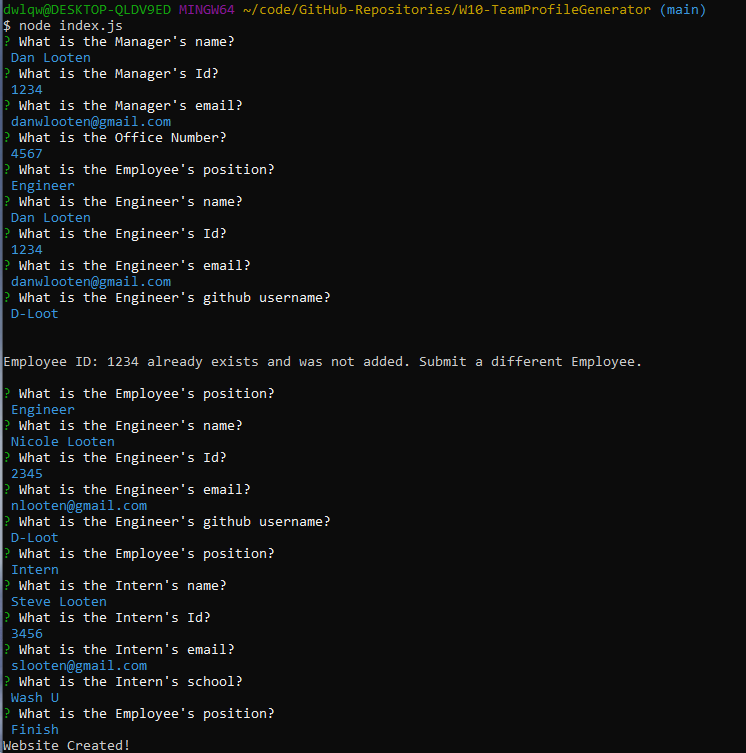 dwlqw@DESKTOP-QLDV9ED MINGW64 ~/code/GitHub-Repositories/W10-TeamProfileGenerator (main)
$ node index.js
? What is the Manager's name?
Dan Looten
? What is the Manager's Id?
1234
? What is the Manager's email?
danwlooten@gmail.com
? What is the Office Number?
4567
? What is the Employee's position?
Engineer
? What is the Engineer's name?
Dan Looten
? What is the Engineer's Id?
1234
? What is the Engineer's email?
danwlooten@gmail.com
? What is the Engineer's github username?
D-Loot
Employee ID: 1234 already exists and was not added. Submit a different Employee.
? What is the Employee's position?
Engineer
? What is the Engineer's name?
Nicole Looten
? What is the Engineer's Id?
2345
? What is the Engineer's email?
nlooten@gmail.com
? What is the Engineer's github username?
D-Loot
? What is the Employee's position?
Intern
? What is the Intern's name?
Steve Looten
? What is the Intern's Id?
3456
? What is the Intern's email?
slooten@gmail.com
? What is the Intern's school?
Wash U
? What is the Employee's position?
Finish
Website Created!